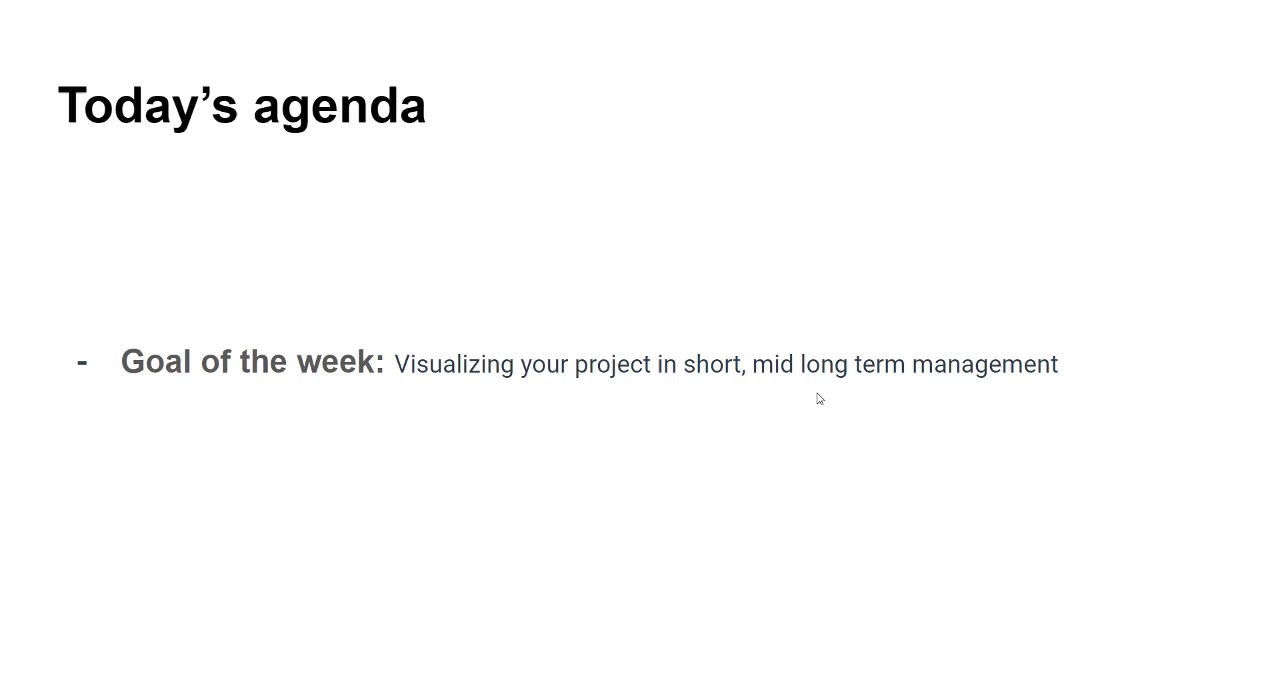 Today’s agenda
- Goal of the week: Visualizing your project in short, mid long term management